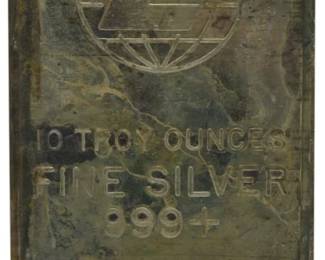 10 TROY OUNCES
FINE SILVER
999+